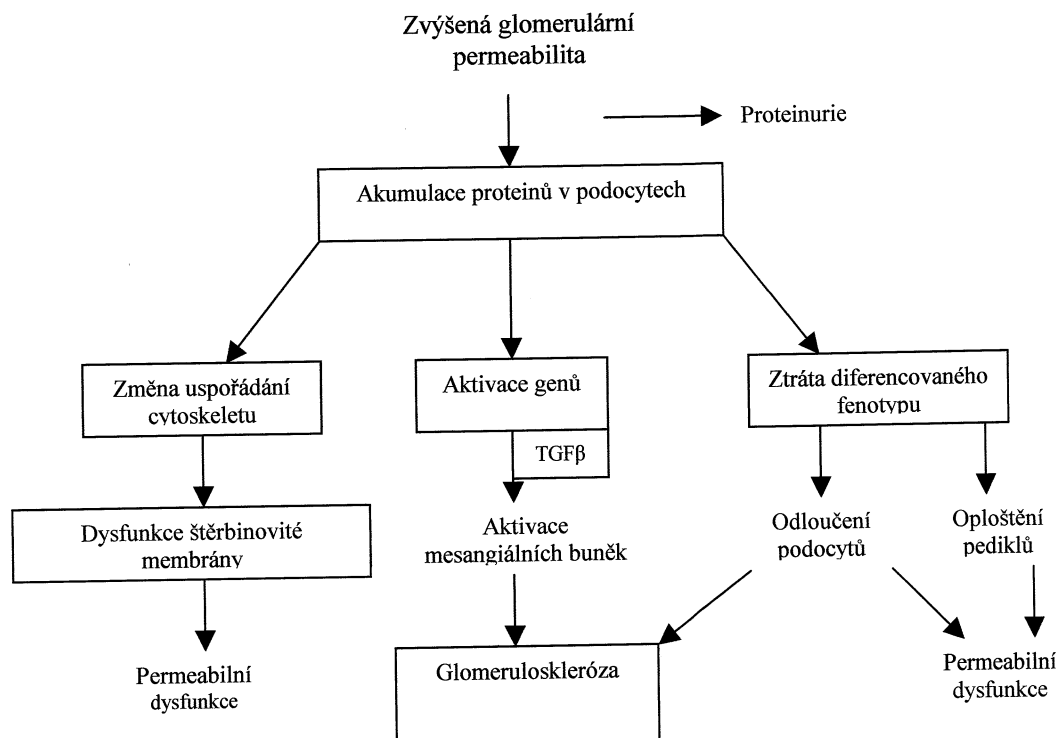 Zvýšená glomerulární
permeabilita
Proteinurie
Akumulace proteinů v podocytech
Změna uspořádání
cytoskeletu
Aktivace genů
TGFβ
Ztráta diferencovaného
fenotypu
Dysfunkce štěrbinovité
membrány
Aktivace
mesangiálních buněk
Odloučení
podocytů
Oploštění
pediklů
Permeabilní
dysfunkce
Glomeruloskleróza
Permeabilní
dysfunkce